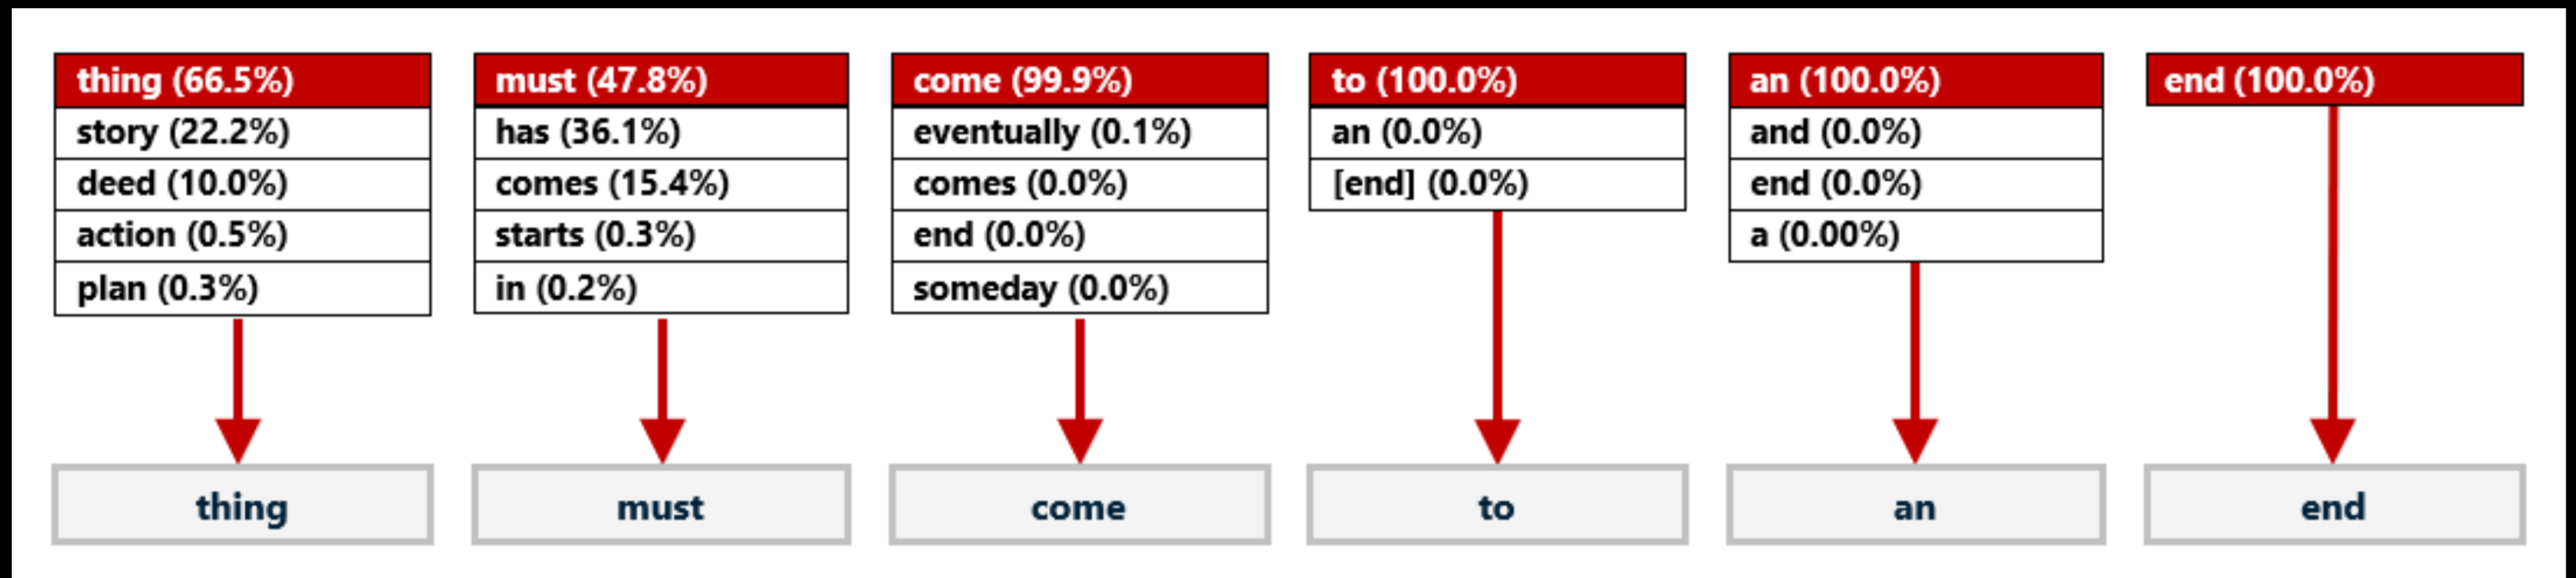 thing (66.5%)
story (22.2%)
deed (10.0%)
action (0.5%)
plan (0.3%)
thing
must (47.8%)
has (36.1%)
comes (15.4%)
starts (0.3%)
in (0.2%)
must
come (99.9%)
eventually (0.1%)
comes (0.0%)
end (0.0%)
someday (0.0%)
come
to (100.0%)
an (0.0%)
[end] (0.0%)
to
an (100.0%)
and (0.0%)
end (0.0%)
a (0.00%)
an
end (100.0%)
end